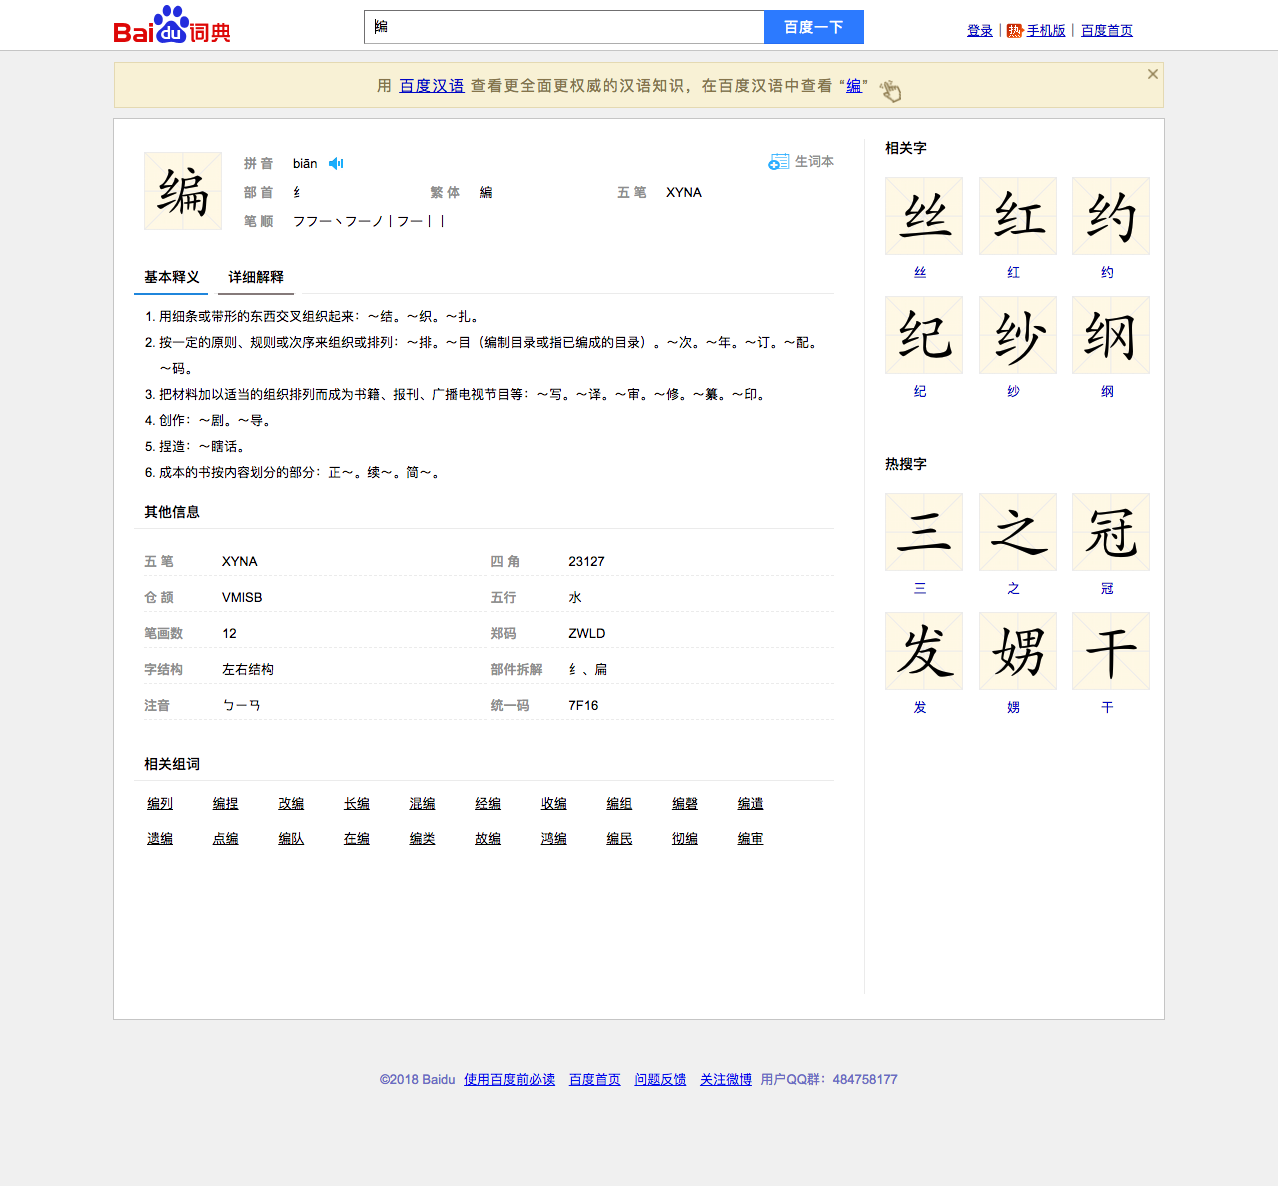 Bai du 词典
编
百度一下
登录 | 热 手机版 | 百度首页
用 百度汉语 查看更全面更权威的汉语知识，在百度汉语中查看 “编”
编
拼 音 biān
生词本
部 首 纟 繁 体 編 五 笔 XYNA
笔 顺 フフ一丶フ一ノ丨フ一丨丨
基本释义 详细解释
1. 用细条或带形的东西交叉组织起来：～结。～织。～扎。
2. 按一定的原则、规则或次序来组织或排列：～排。～目（编制目录或指已编成的目录）。～次。～年。～订。～配。
～码。
3. 把材料加以适当的组织排列而成为书籍、报刊、广播电视节目等：～写。～译。～审。～修。～纂。～印。
4. 创作：～剧。～导。
5. 捏造：～瞎话。
6. 成本的书按内容划分的部分：正～。续～。简～。
其他信息
五 笔 XYNA 四 角 23127
仓 颉 VMISB 五行 水
笔画数 12 郑码 ZWLD
字结构 左右结构 部件拆解 纟、扁
注音 ㄅㄧㄢ 统一码 7F16
相关组词
编列 编捏 改编 长编 混编 经编 收编 编组 编磬 编遣
遗编 点编 编队 在编 编类 故编 鸿编 编民 彻编 编审
相关字
丝 红 约
丝 红 约
纪 纱 纲
纪 纱 纲
热搜字
三 之 冠
三 之 冠
发 娚 干
发 娚 干
©2018 Baidu 使用百度前必读 百度首页 问题反馈 关注微博 用户QQ群：484758177